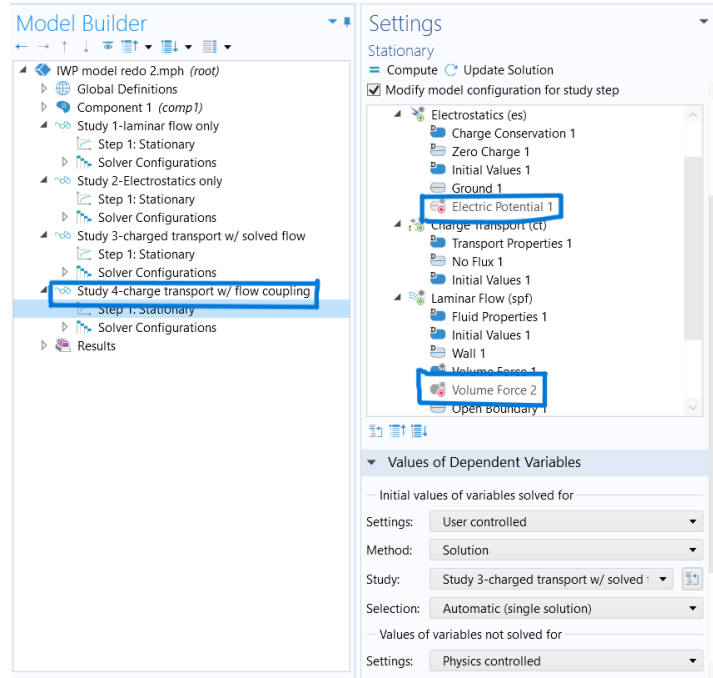 Model Builder
IWP model redo 2.mph (root)
Global Definitions
Component 1 (comp1)
Study 1-laminar flow only
Step 1: Stationary
Solver Configurations
Study 2-Electrostatics only
Step 1: Stationary
Solver Configurations
Study 3-charged transport w/ solved flow
Step 1: Stationary
Solver Configurations
Study 4-charge transport w/ flow coupling
Step 1: Stationary
Solver Configurations
Results
Settings
Stationary
= Compute Update Solution
Modify model configuration for study step
Electrostatics (es)
Charge Conservation 1
Zero Charge 1
Initial Values 1
Ground 1
Electric Potential 1
Charge Transport (ct)
Transport Properties 1
No Flux 1
Initial Values 1
Laminar Flow (spf)
Fluid Properties 1
Initial Values 1
Wall 1
Volume Force 1
Volume Force 2
Open Boundary 1
Values of Dependent Variables
Initial values of variables solved for
Settings: User controlled
Method: Solution
Study: Study 3-charged transport w/ solved
Selection: Automatic (single solution)
Values of variables not solved for
Settings: Physics controlled